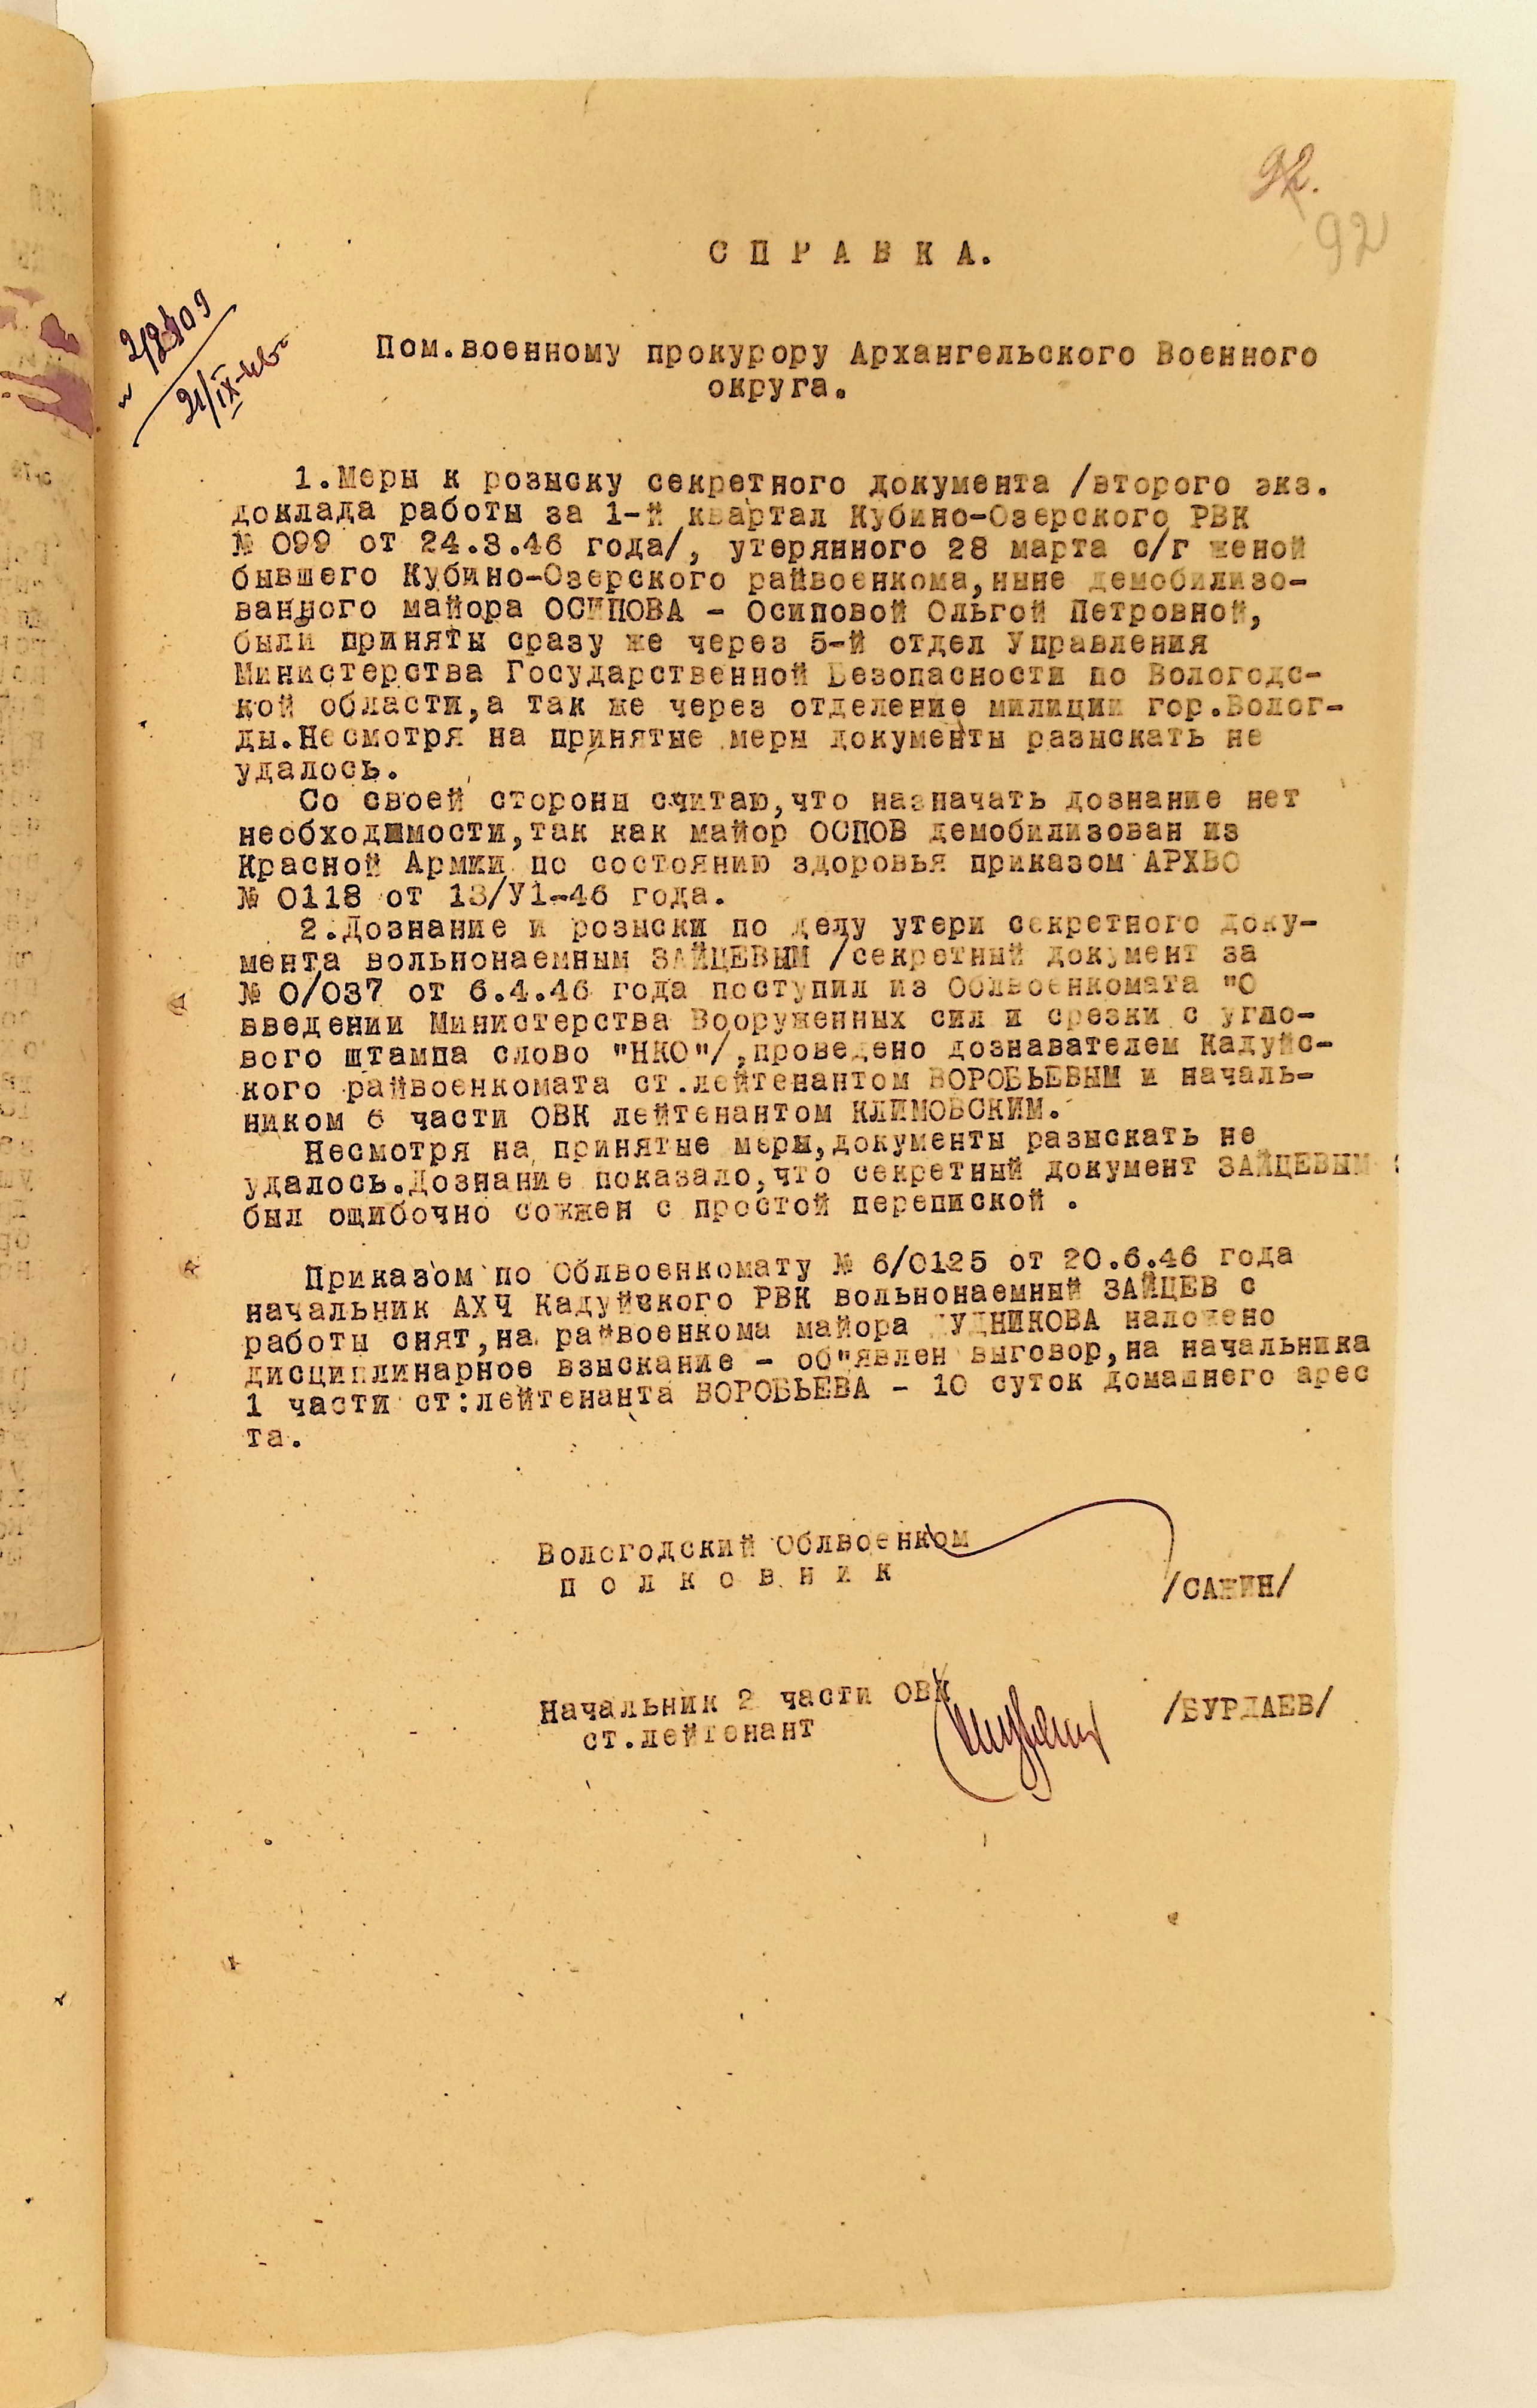 92.
92
С П Р А В К А.
21/IX-46г
Пом.военному прокурору Архангельского Военного
округа.
1.Меры к розыску секретного документа /второго экз.
доклада работы за 1-й квартал Кубино-Озерского РВК
№ 099 от 24.3.46 года/, утерянного 28 марта с/г женой
бывшего Кубино-Озерского райвоенкома,ныне демобилизо-
ванного майора ОСИПОВА - Осиповой Ольгой Петровной,
были приняты сразу же через 5-й отдел Управления
Министерства Государственной Безопасности по Вологодс-
кой области,а так же через отделение милиции гор.Волог-
ды.Несмотря на принятые меры документы разыскать не
удалось.
Со своей стороны считаю,что назначать дознание нет
необходимости,так как майор ОСПОВ демобилизован из
Красной Армии по состоянию здоровья приказом АРХВО
№ 0118 от 13/У1-46 года.
2.Дознание и розыски по делу утери секретного доку-
мента вольнонаемным ЗАЙЦЕВЫМ /секретный документ за
№ 0/037 от 6.4.46 года поступил из Облвоенкомата "О
введении Министерства Вооруженных сил и срезки с угло-
вого штампа слово "НКО"/,проведено дознавателем Кадуйс-
кого райвоенкомата ст.лейтенантом ВОРОБЬЕВЫМ и началь-
ником 6 части ОВК лейтенантом КЛИМОВСКИМ.
Несмотря на принятые меры,документы разыскать не
удалось.Дознание показало,что секретный документ ЗАЙЦЕВЫМ
был ошибочно сожжен с простой перепиской .
Приказом по Облвоенкомату № 6/0125 от 20.6.46 года
начальник АХЧ Кадуйского РВК вольнонаемный ЗАЙЦЕВ с
работы снят,на райвоенкома майора ДУДНИКОВА наложено
дисциплинарное взыскание - об"явлен выговор,на начальника
1 части ст:лейтенанта ВОРОБЬЕВА - 10 суток домашнего арес
та.
Вологодский Облвоенком
п о л к о в н и к
/САНИН/
Начальник 2 части ОВК
ст.лейтенант
/БУРДАЕВ/